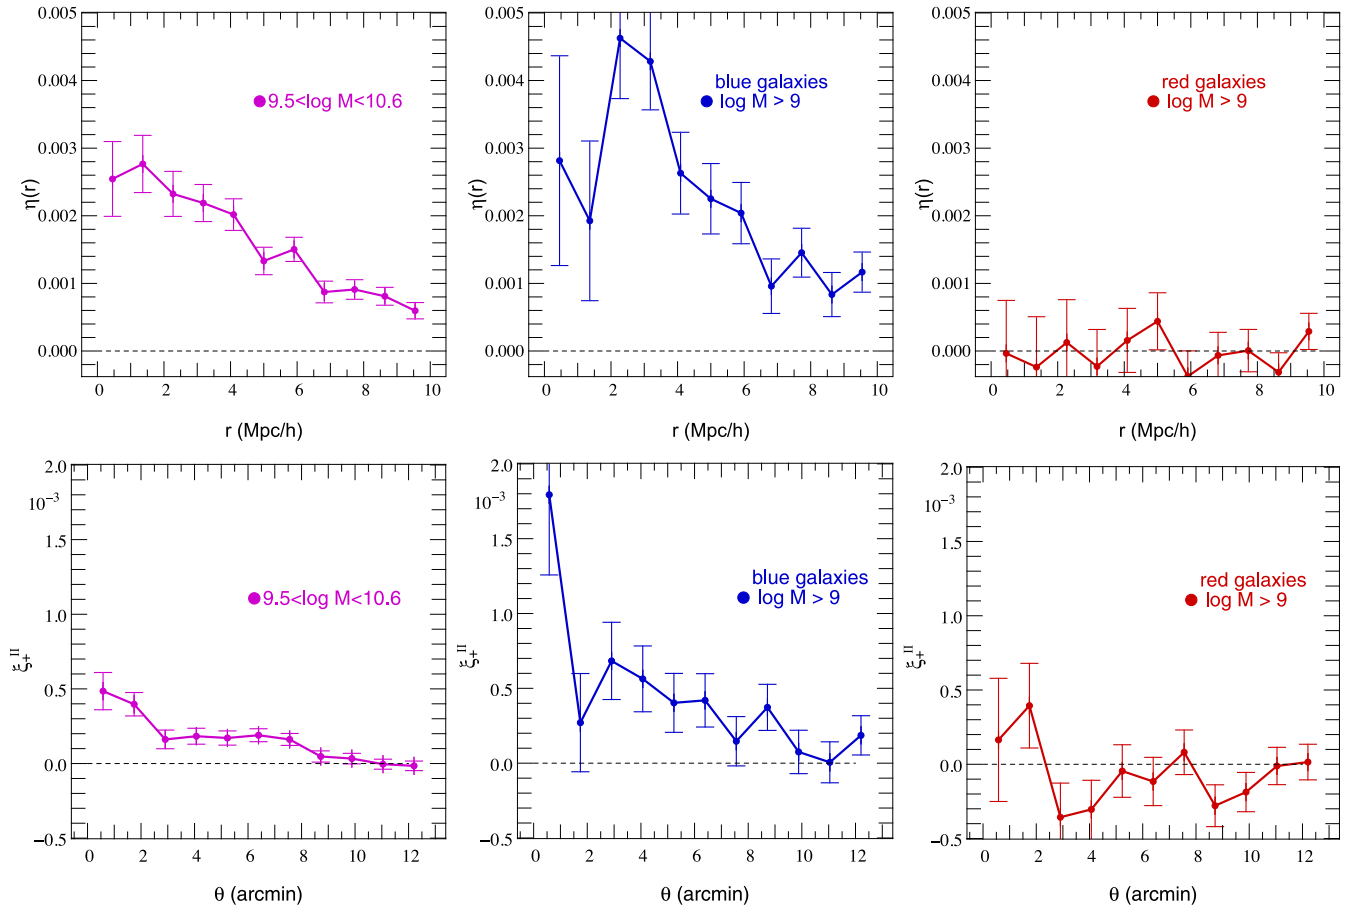 0.005
0.004
0.003
0.002
0.001
0.000
η(r)
9.5<log M<10.6
0 2 4 6 8 10
r (Mpc/h)
0.005
0.004
0.003
0.002
0.001
0.000
η(r)
blue galaxies
log M > 9
0 2 4 6 8 10
r (Mpc/h)
0.005
0.004
0.003
0.002
0.001
0.000
η(r)
red galaxies
log M > 9
0 2 4 6 8 10
r (Mpc/h)
2.0
10⁻³
1.5
1.0
0.5
0.0
−0.5
ξ₊ᴵᴵ
9.5<log M<10.6
0 2 4 6 8 10 12
θ (arcmin)
2.0
10⁻³
1.5
1.0
0.5
0.0
−0.5
ξ₊ᴵᴵ
blue galaxies
log M > 9
0 2 4 6 8 10 12
θ (arcmin)
2.0
10⁻³
1.5
1.0
0.5
0.0
−0.5
ξ₊ᴵᴵ
red galaxies
log M > 9
0 2 4 6 8 10 12
θ (arcmin)